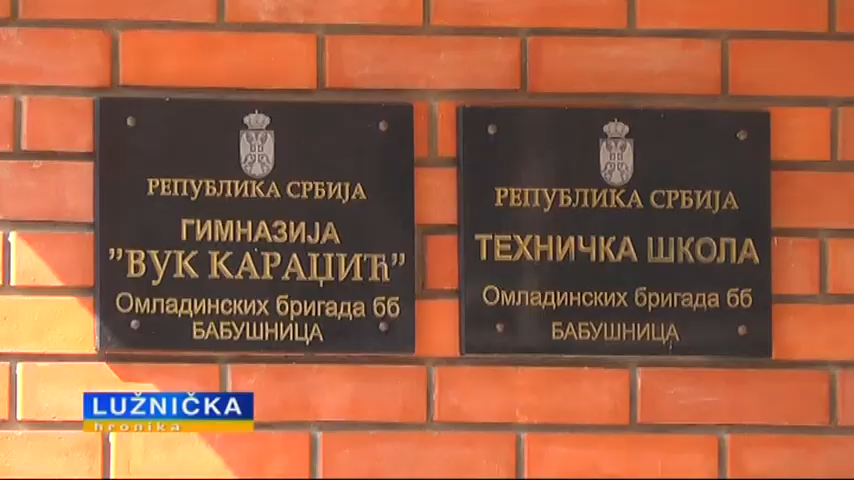 РЕПУБЛИКА СРБИЈА
ГИМНАЗИЈА
"ВУК КАРАЏИЋ"
Омладинских бригада бб
БАБУШНИЦА
РЕПУБЛИКА СРБИЈА
ТЕХНИЧКА ШКОЛА
Омладинских бригада бб
БАБУШНИЦА
LUŽNIČKA
hronika